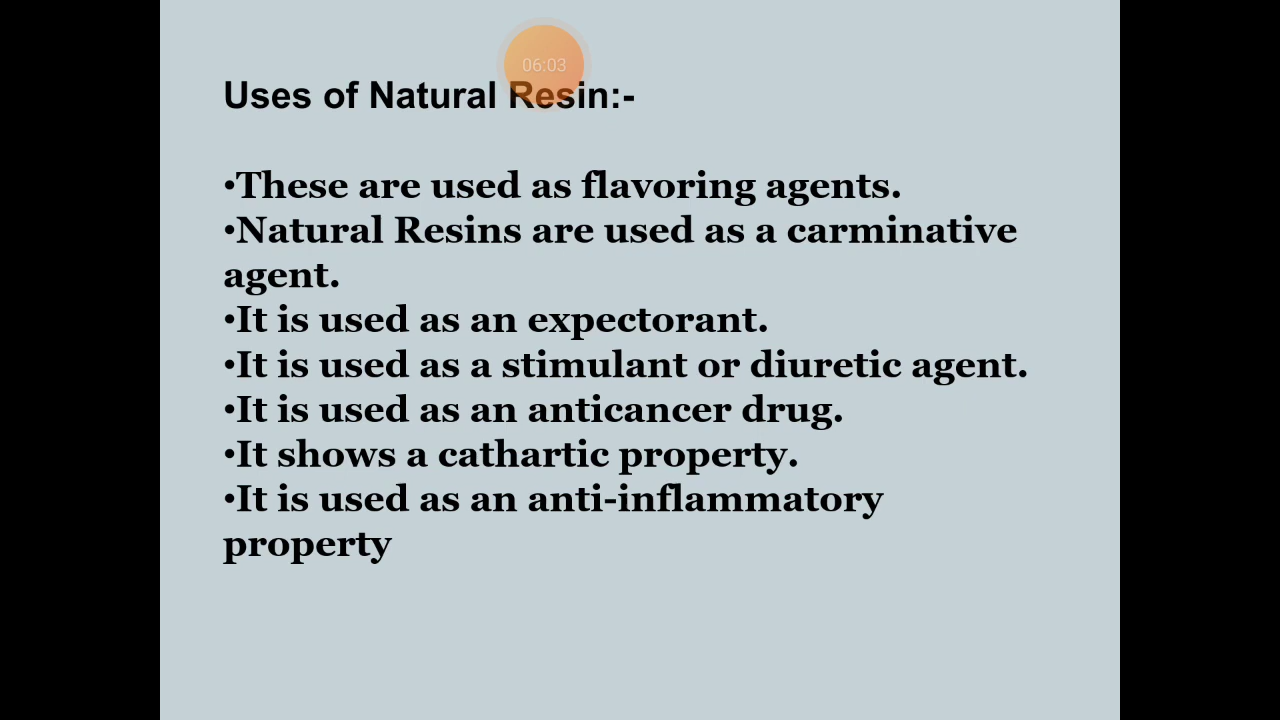 06:03
Uses of Natural Resin:-
•These are used as flavoring agents.
•Natural Resins are used as a carminative
agent.
•It is used as an expectorant.
•It is used as a stimulant or diuretic agent.
•It is used as an anticancer drug.
•It shows a cathartic property.
•It is used as an anti-inflammatory
property